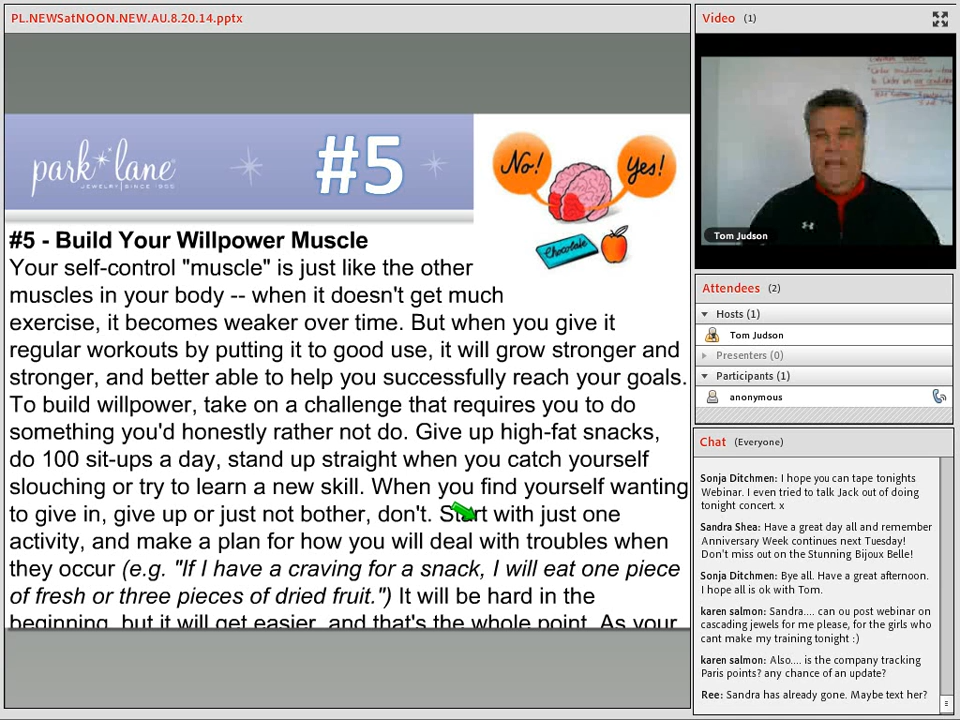 PL.NEWSatNOON.NEW.AU.8.20.14.pptx
park lane
JEWELRY | SINCE 1955
#5
No!
Yes!
Chocolate
#5 - Build Your Willpower Muscle
Your self-control "muscle" is just like the other
muscles in your body -- when it doesn't get much
exercise, it becomes weaker over time. But when you give it
regular workouts by putting it to good use, it will grow stronger and
stronger, and better able to help you successfully reach your goals.
To build willpower, take on a challenge that requires you to do
something you'd honestly rather not do. Give up high-fat snacks,
do 100 sit-ups a day, stand up straight when you catch yourself
slouching or try to learn a new skill. When you find yourself wanting
to give in, give up or just not bother, don't. Start with just one
activity, and make a plan for how you will deal with troubles when
they occur (e.g. "If I have a craving for a snack, I will eat one piece
of fresh or three pieces of dried fruit.") It will be hard in the
beginning, but it will get easier, and that's the whole point. As your
Video (1)
Tom Judson
Attendees (2)
Hosts (1)
Tom Judson
Presenters (0)
Participants (1)
anonymous
Chat (Everyone)
Sonja Ditchmen: I hope you can tape tonights
Webinar. I even tried to talk Jack out of doing
tonight concert. x
Sandra Shea: Have a great day all and remember
Anniversary Week continues next Tuesday!
Don't miss out on the Stunning Bijoux Belle!
Sonja Ditchmen: Bye all. Have a great afternoon.
I hope all is ok with Tom.
karen salmon: Sandra.... can ou post webinar on
cascading jewels for me please, for the girls who
cant make my training tonight :)
karen salmon: Also.... is the company tracking
Paris points? any chance of an update?
Ree: Sandra has already gone. Maybe text her?